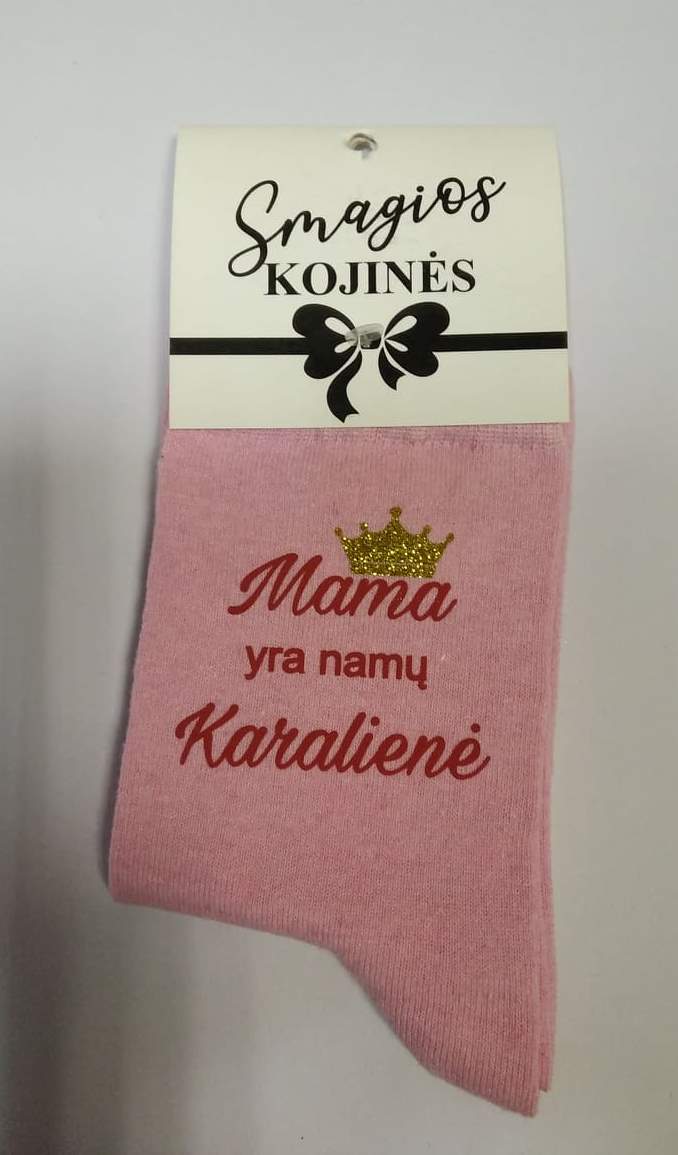 Smagios
KOJINĖS
Mama
yra namų
Karalienė